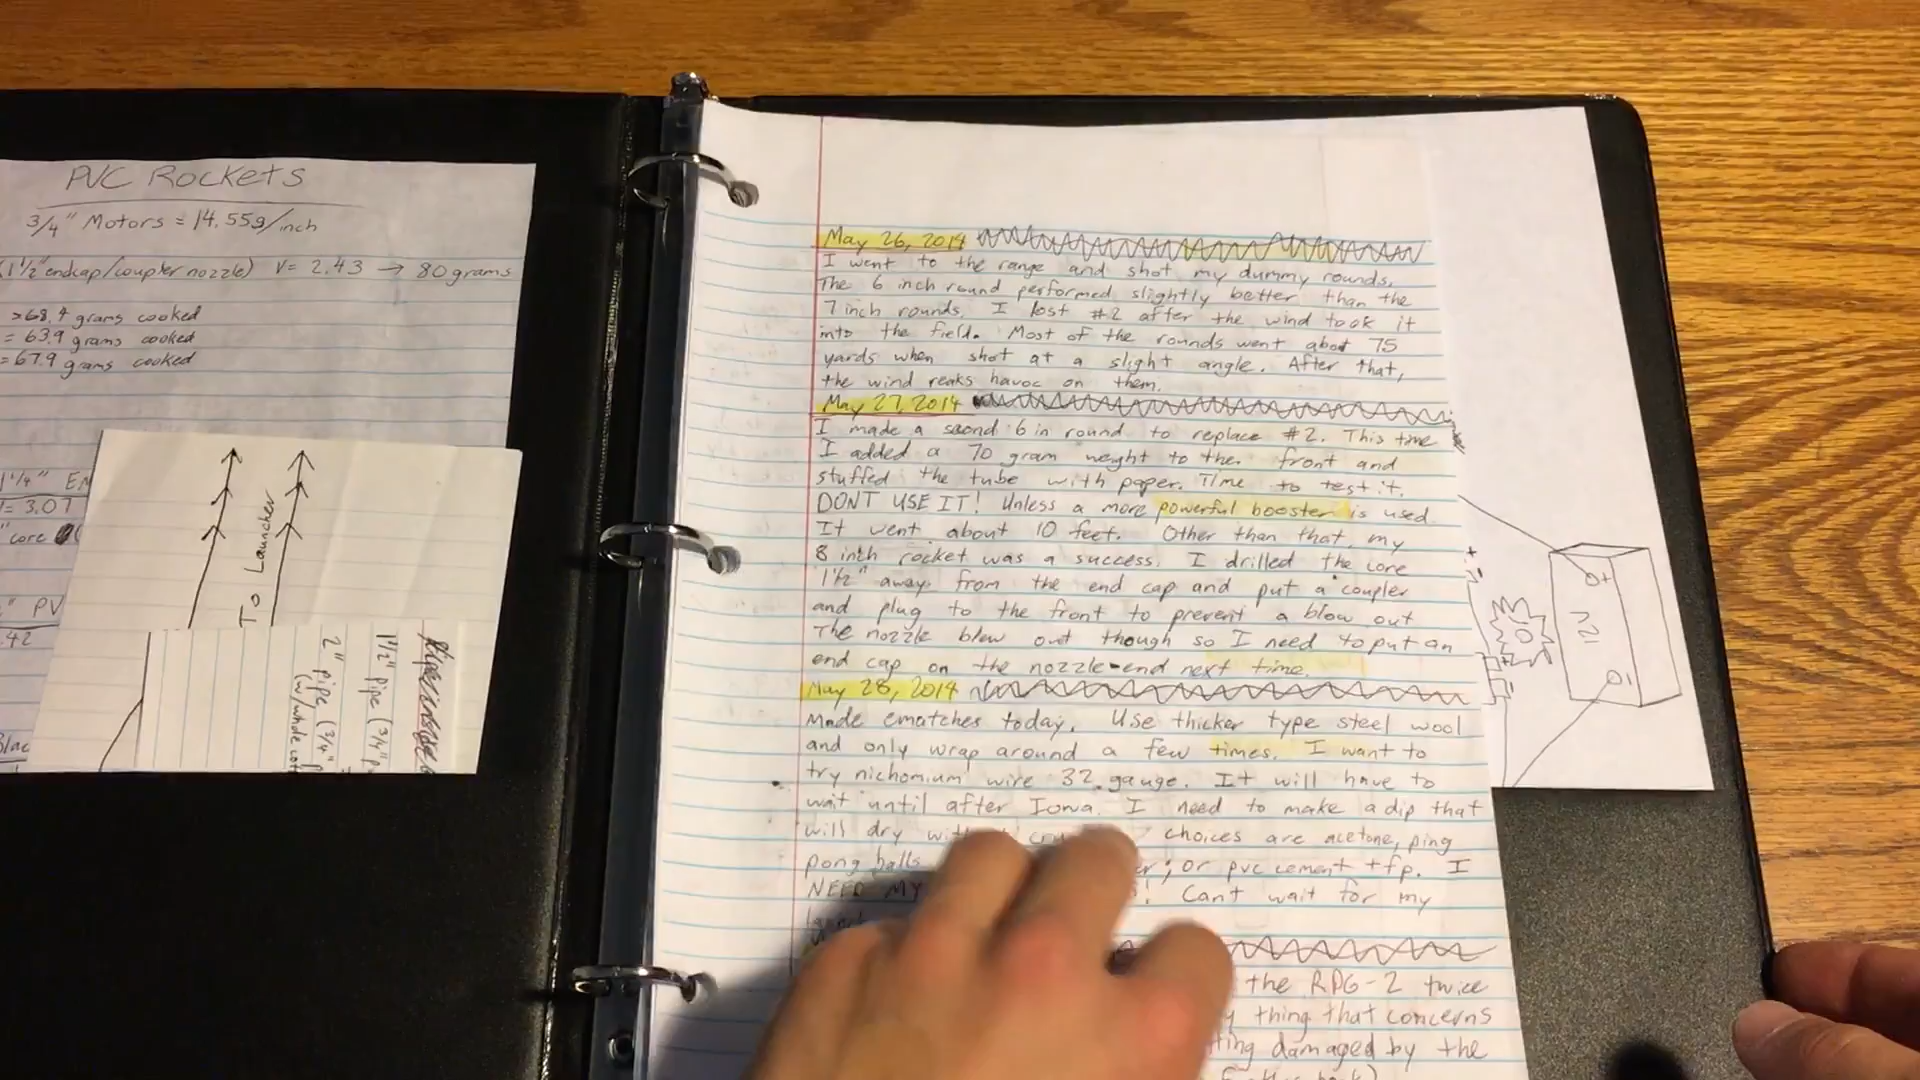 PVC ROCKETS
3/4" Motors = 14.55g/inch
(1 1/2" endcap/coupler nozzle) V= 2.43 → 80 grams
68.4 grams cooked
= 63.9 grams cooked
= 67.9 grams cooked
1 1/4"
= 3.07
"core
" PV
.42
To Launcher
2" pipe (3/4"
(w/whole
1 1/2" pipe (3/4"
May 26, 2014
I went to the range and shot my dummy rounds.
The 6 inch round performed slightly better than the
7 inch rounds. I lost #2 after the wind took it
into the field. Most of the rounds went about 75
yards when shot at a slight angle. After that,
the wind reaks havoc on them.
May 27, 2014
I made a second 6 in round to replace #2. This time
I added a 70 gram weight to the front and
stuffed the tube with paper. Time to test it.
DONT USE IT! Unless a more powerful booster is used
It went about 10 feet. Other than that, my
8 inch rocket was a success. I drilled the core
1 1/2" away from the end cap and put a coupler
and plug to the front to prevent a blow out
The nozzle blew out though so I need to put an
end cap on the nozzle end next time.
May 28, 2014
Made ematches today. Use thicker type steel wool
and only wrap around a few times. I want to
try nichomium wire 32 gauge. It will have to
wait until after Iowa. I need to make a dip that
will dry choices are acetone, ping
pong balls ; or pvc cement + fp. I
NEED MY ! Cant wait for my
the RPG-2 twice
thing that concerns
damaged by the
+
-
O+
12V
O-